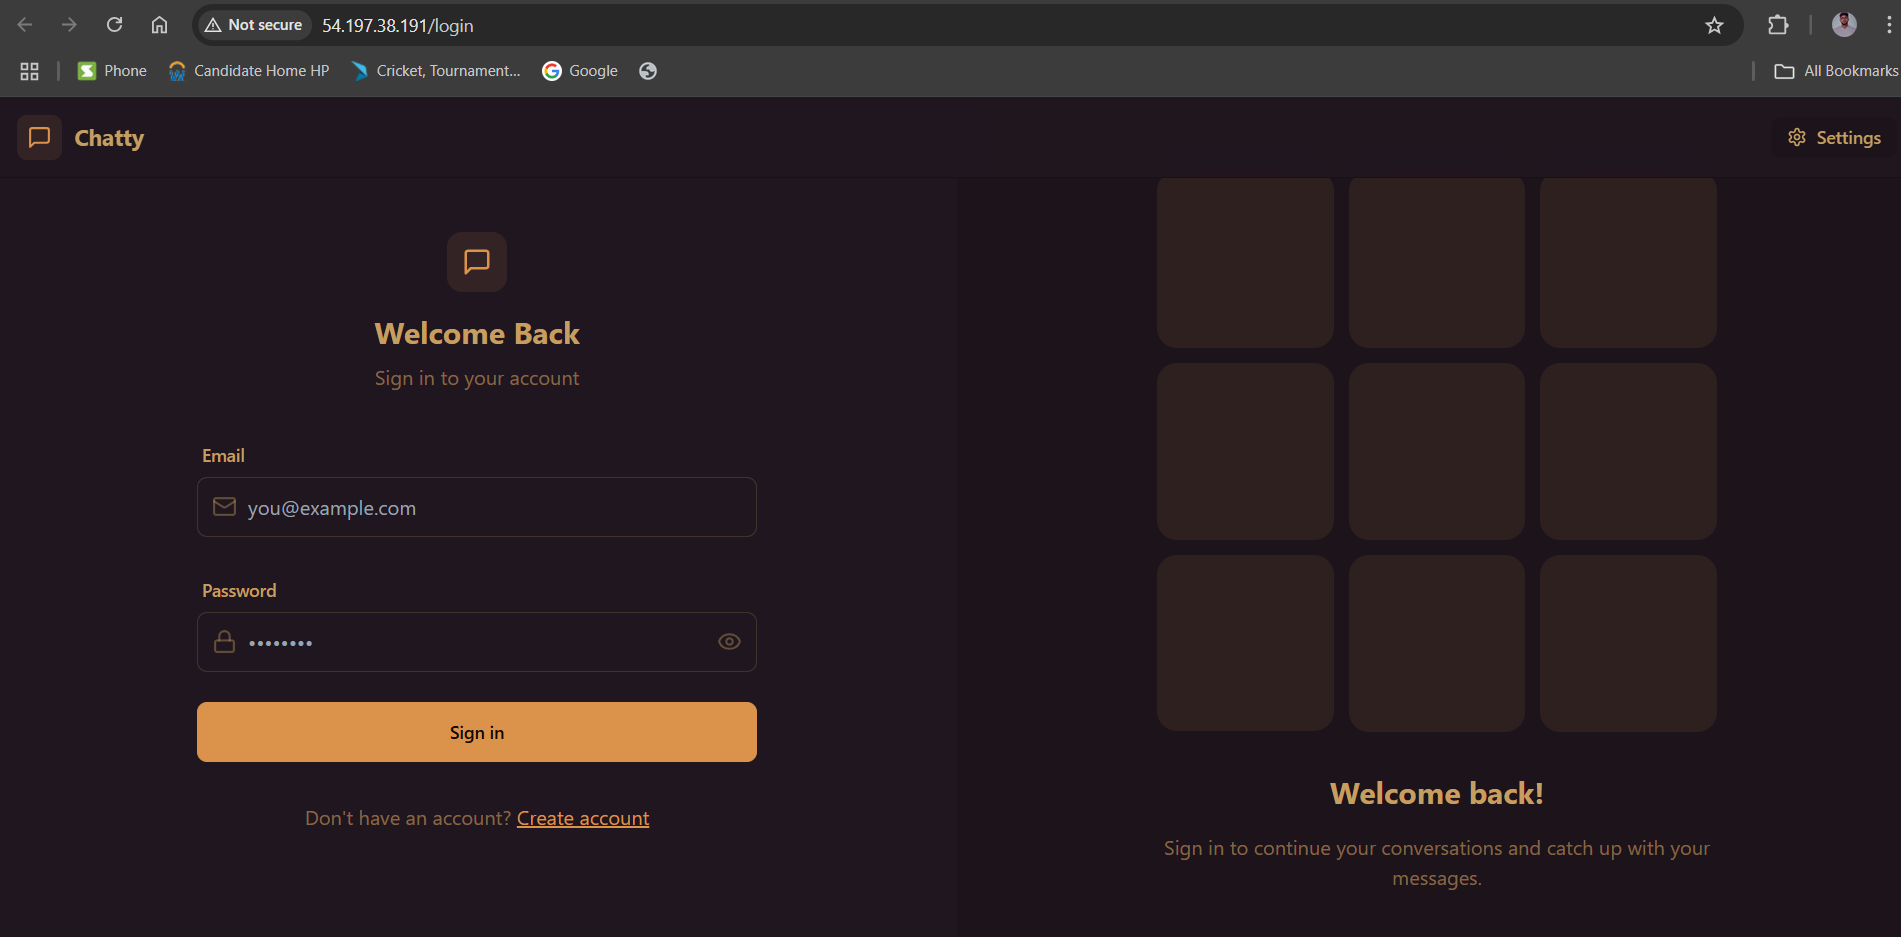 Not secure 54.197.38.191/login
Phone Candidate Home HP Cricket, Tournament... Google All Bookmarks
Chatty
Settings
Welcome Back
Sign in to your account
Email
you@example.com
Password
••••••••
Sign in
Don't have an account? Create account
Welcome back!
Sign in to continue your conversations and catch up with your
messages.